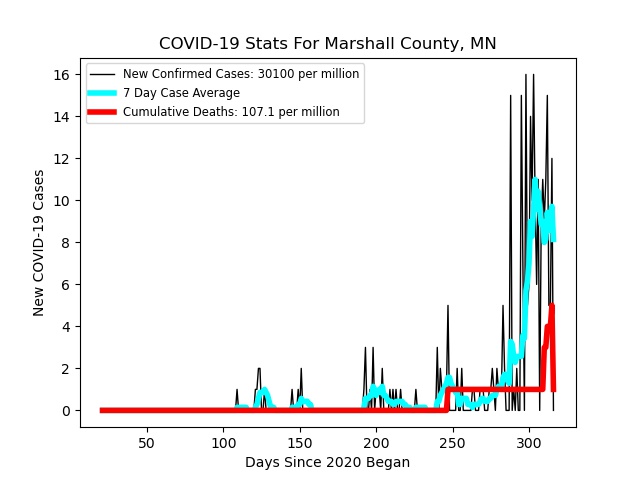 COVID-19 Stats For Marshall County, MN
New Confirmed Cases: 30100 per million
7 Day Case Average
Cumulative Deaths: 107.1 per million
New COVID-19 Cases
16
14
12
10
8
6
4
2
0
50 100 150 200 250 300
Days Since 2020 Began